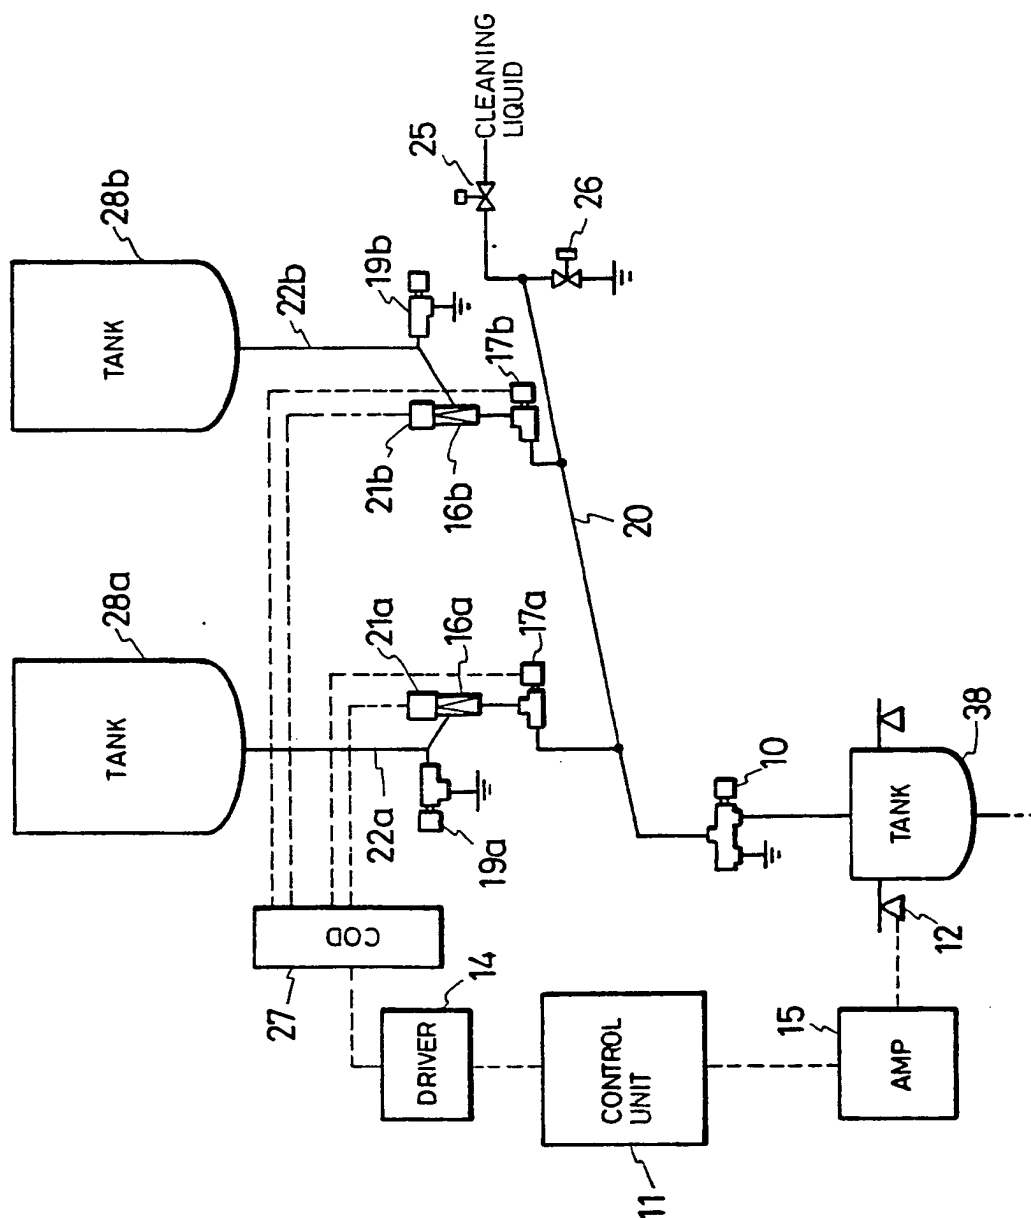 28b
TANK
22b
19b
25
CLEANING
LIQUID
26
17b
21b
16b
20
28a
TANK
22a
21a
16a
17a
19a
10
38
TANK
12
COD
27
14
DRIVER
CONTROL
UNIT
11
15
AMP